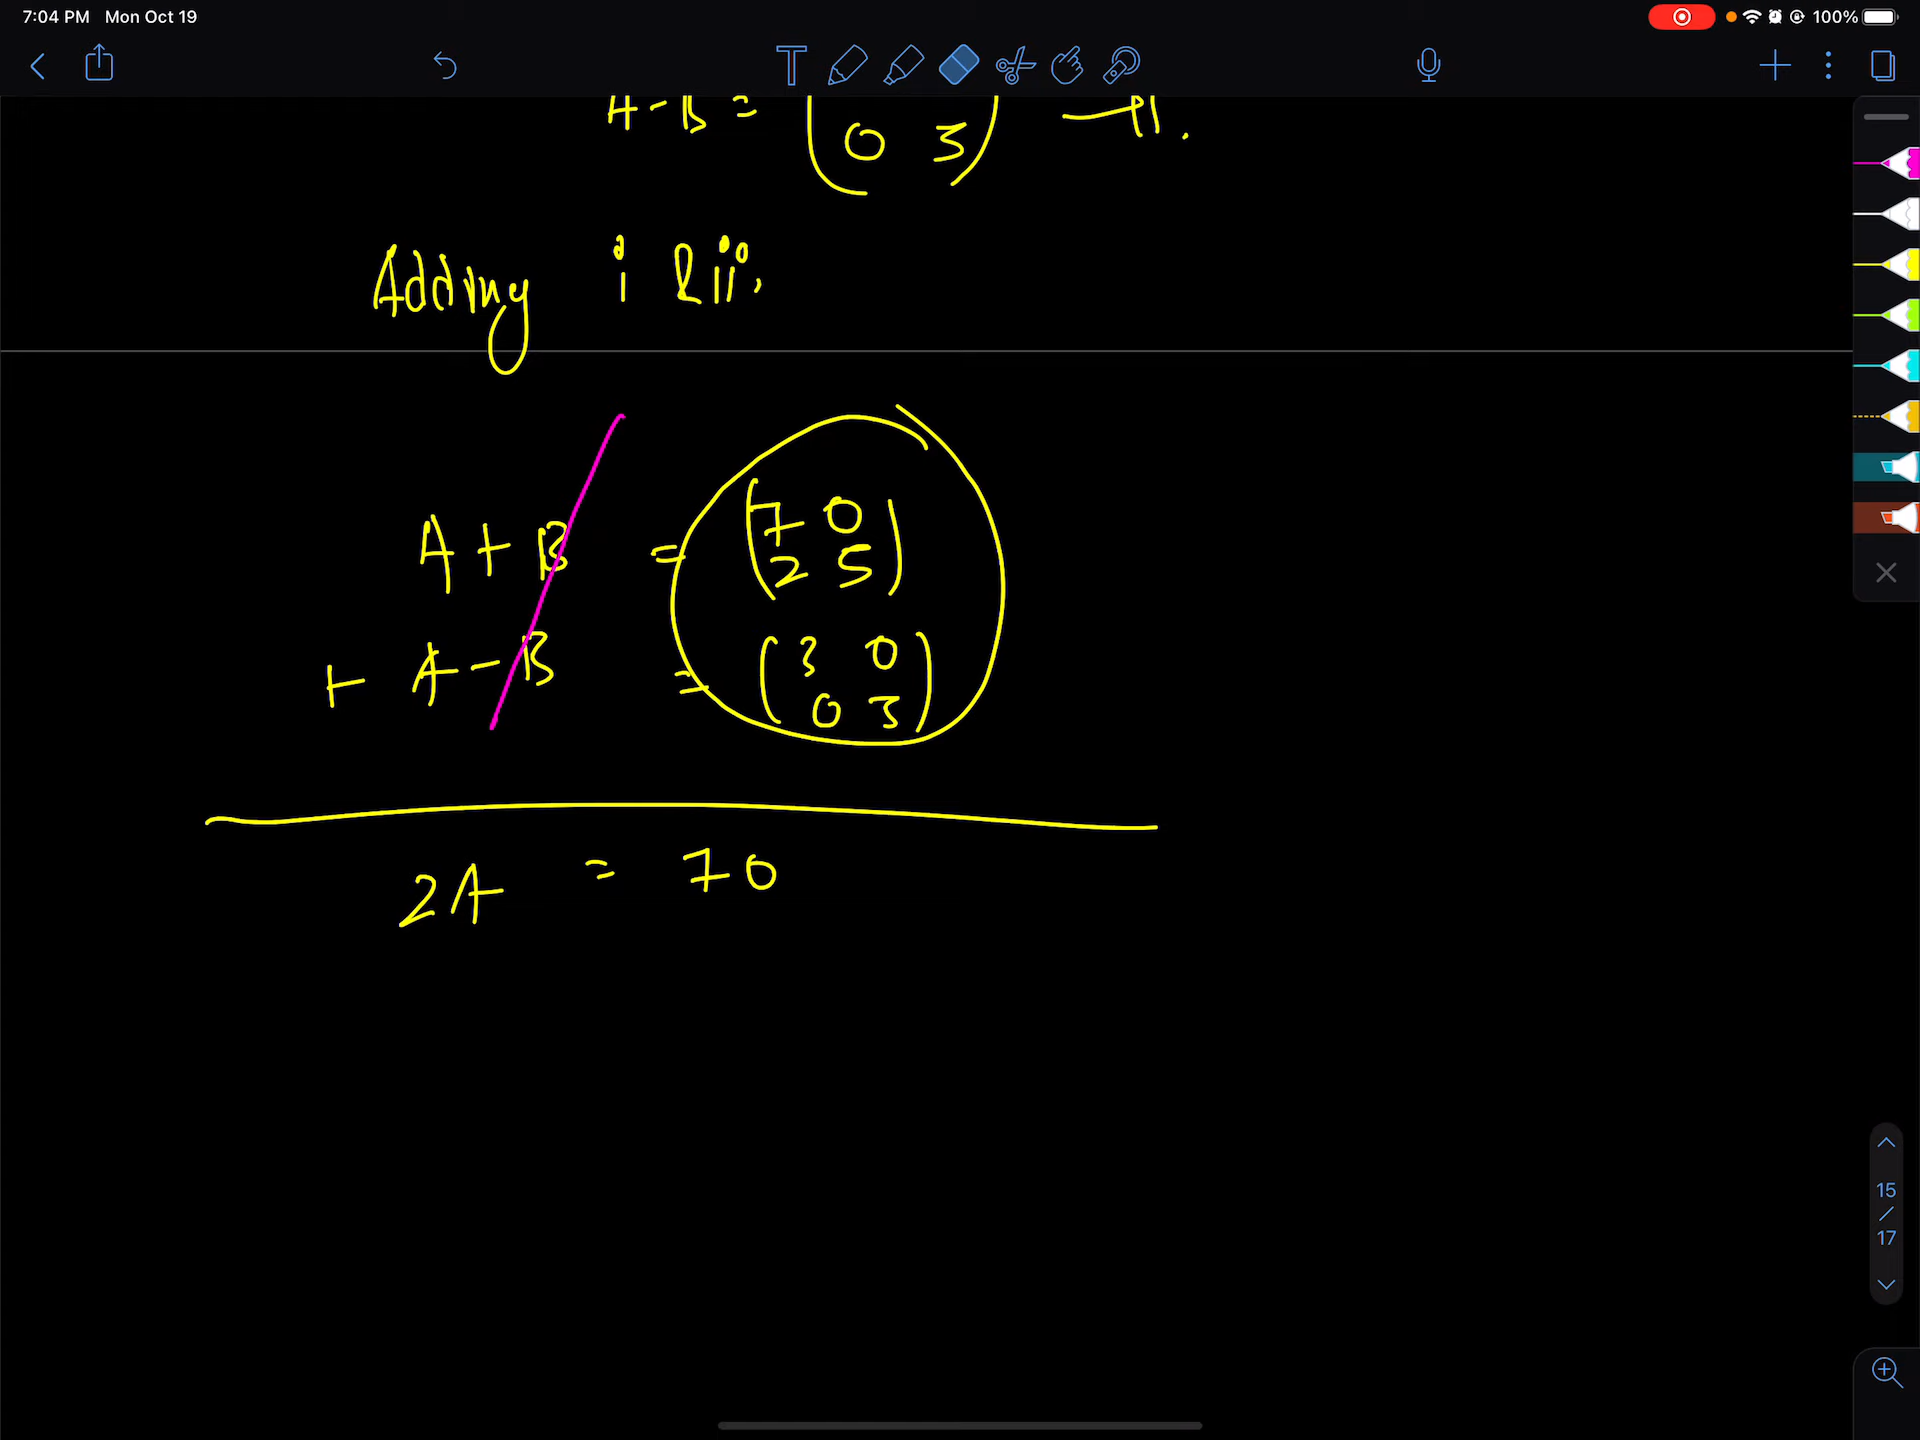 7:04 PM Mon Oct 19
100%
T
A - B = ( 0 3 ) → ii.
Adding i & ii,
A + B = ( 7 0
2 5 )
+ A - B = ( 3 0
0 3 )
2A = 7 0
15
/
17